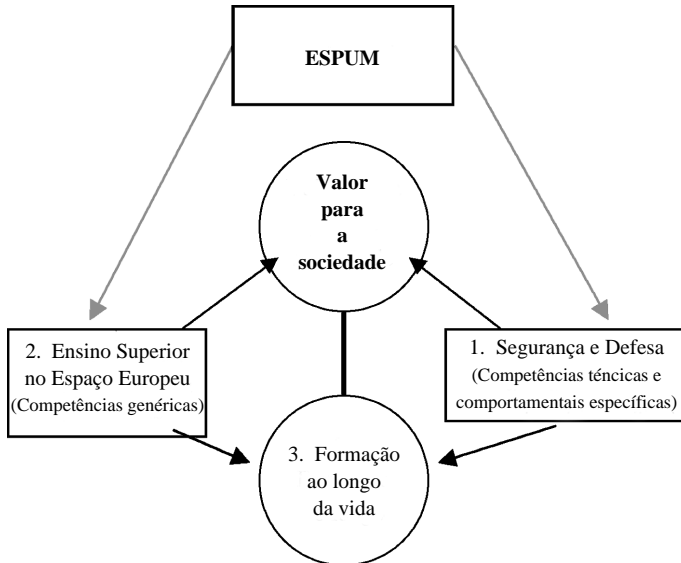 ESPUM
Valor
para
a
sociedade
2. Ensino Superior
no Espaço Europeu
(Competências genéricas)
1. Segurança e Defesa
(Competências téncicas e
comportamentais específicas)
3. Formação
ao longo
da vida